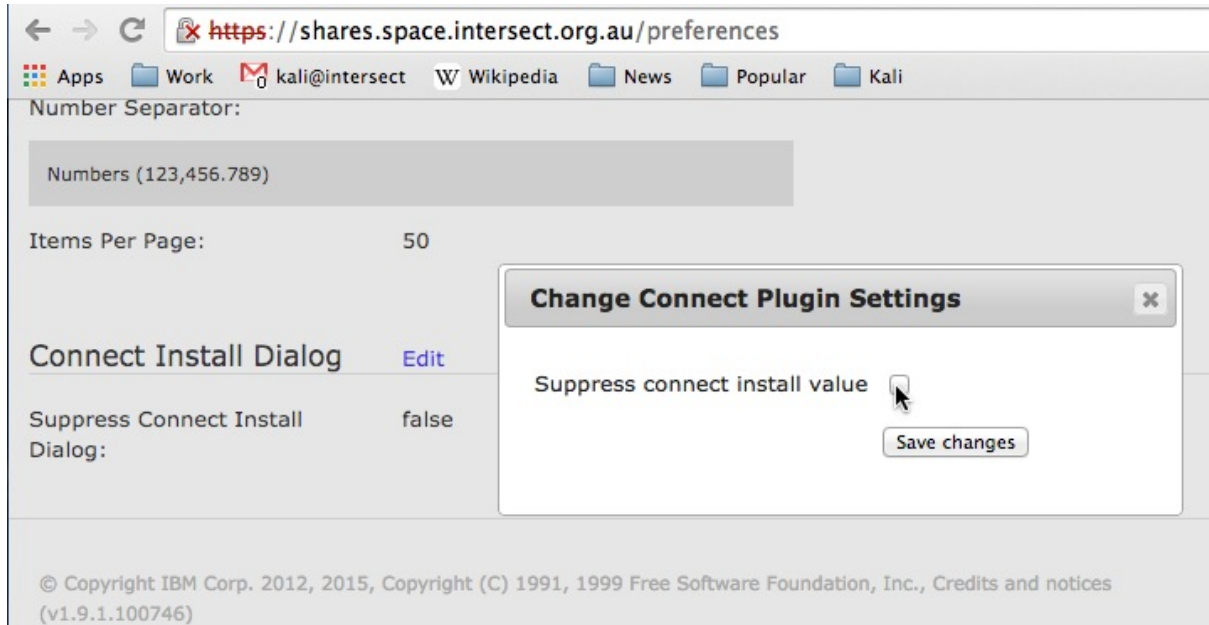 https://shares.space.intersect.org.au/preferences
Apps Work 0 kali@intersect W Wikipedia News Popular Kali
Number Separator:
Numbers (123,456.789)
Items Per Page: 50
Change Connect Plugin Settings
Connect Install Dialog Edit
Suppress connect install value
Suppress Connect Install false
Dialog:
Save changes
© Copyright IBM Corp. 2012, 2015, Copyright (C) 1991, 1999 Free Software Foundation, Inc., Credits and notices
(v1.9.1.100746)